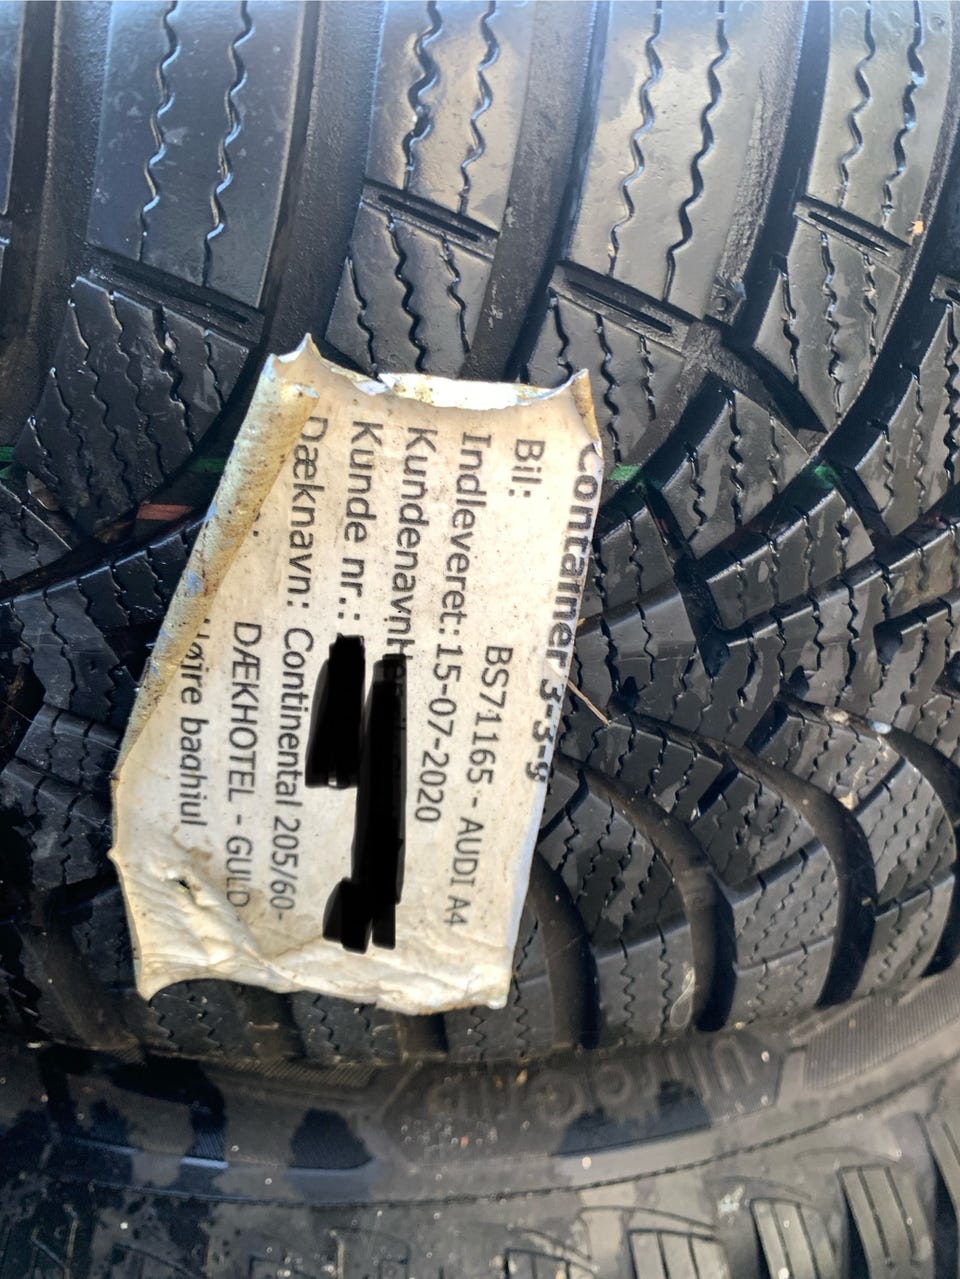 Container 3-3-g
BS71165 - AUDI A4
Bil:
Indleveret: 15-07-2020
Kundenavn
Kunde nr.:
Dæknavn: Continental 205/60-
DÆKHOTEL - GULD
Højre baghjul
UltraGrip